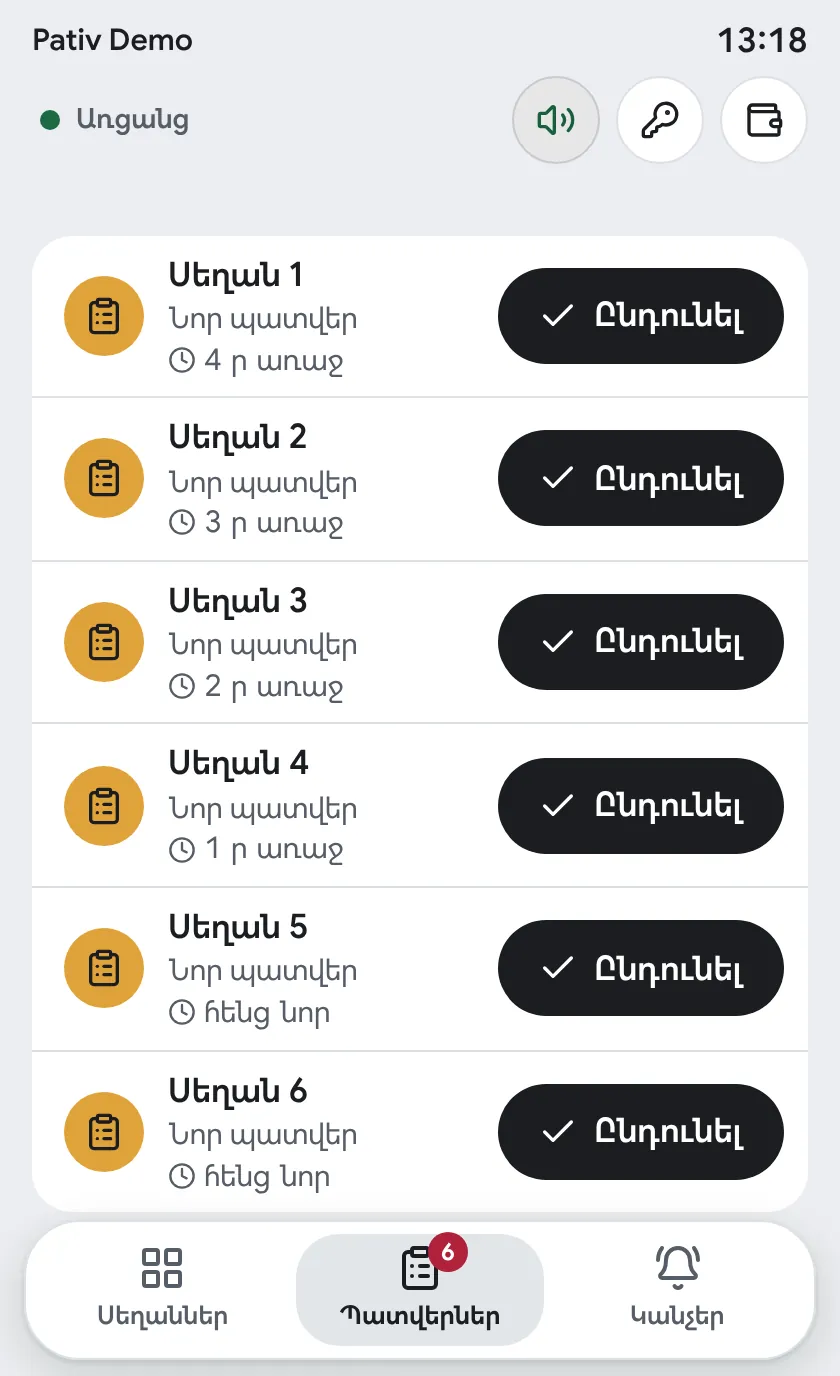 Pativ Demo
13:18
Առցանց
Սեղան 1
Նոր պատվեր
4 ր առաջ
Ընդունել
Սեղան 2
Նոր պատվեր
3 ր առաջ
Ընդունել
Սեղան 3
Նոր պատվեր
2 ր առաջ
Ընդունել
Սեղան 4
Նոր պատվեր
1 ր առաջ
Ընդունել
Սեղան 5
Նոր պատվեր
հենց նոր
Ընդունել
Սեղան 6
Նոր պատվեր
հենց նոր
Ընդունել
6
Սեղաններ
Պատվերներ
Կանչեր